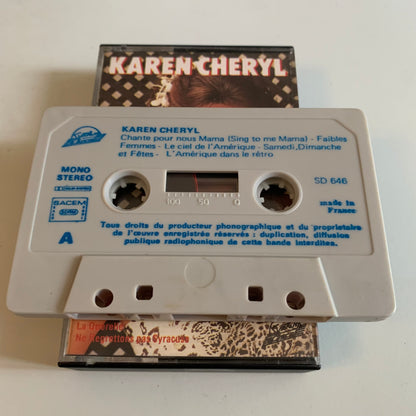 KAREN CHERYL
KAREN CHERYL
Chante pour nous Mama (Sing to me Mama) - Faibles
Femmes - Le ciel de l'Amérique - Samedi, Dimanche
et Fêtes - L'Amérique dans le rétro
MONO
STEREO
100 50 0
SD 646
SACEM
made in
France
A
Tous droits du producteur phonographique et du propriétaire
de l'œuvre enregistrée réservés : duplication, diffusion
publique radiophonique de cette bande interdites.